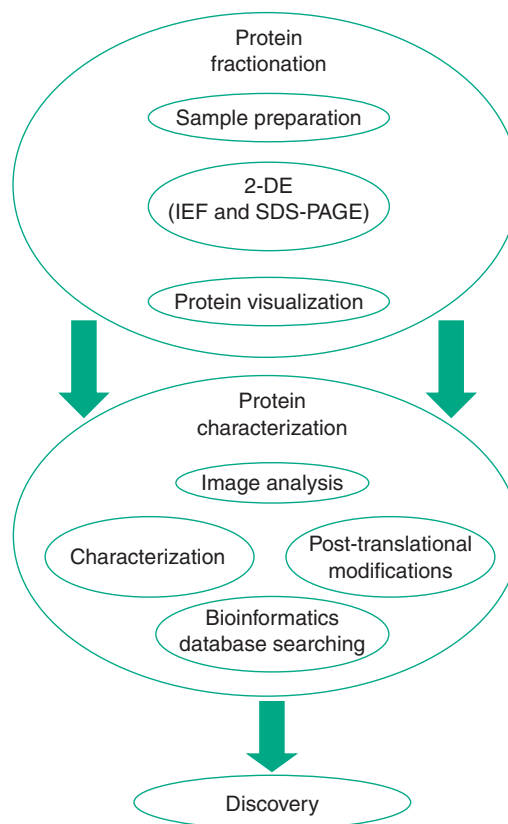 Protein
fractionation
Sample preparation
2-DE
(IEF and SDS-PAGE)
Protein visualization
Protein
characterization
Image analysis
Characterization
Post-translational
modifications
Bioinformatics
database searching
Discovery